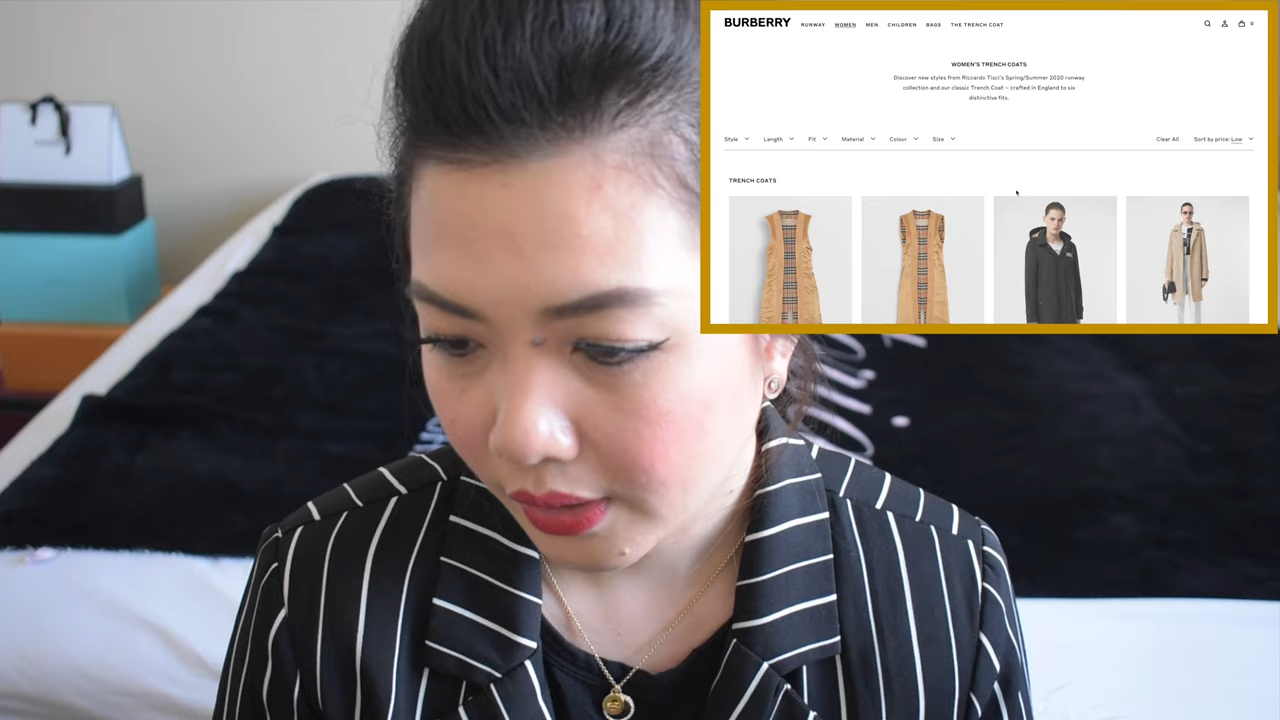 BURBERRY RUNWAY WOMEN MEN CHILDREN BAGS THE TRENCH COAT 0
WOMEN'S TRENCH COATS
Discover new styles from Riccardo Tisci's Spring/Summer 2020 runway
collection and our classic Trench Coat – crafted in England to six
distinctive fits.
Style Length Fit Material Colour Size Clear All Sort by price: Low
TRENCH COATS